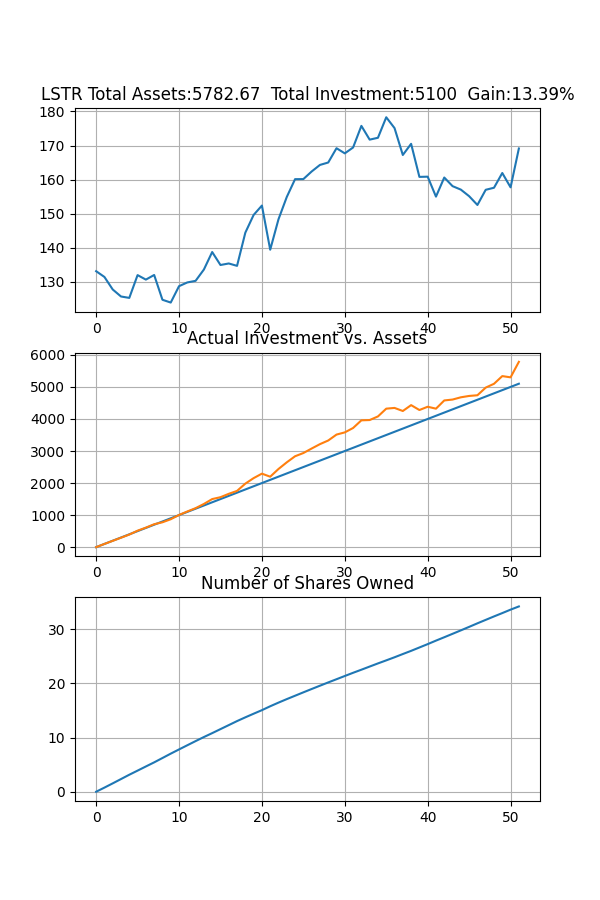 LSTR Total Assets:5782.67  Total Investment:5100  Gain:13.39%
180
170
160
150
140
130
0 10 20 30 40 50
Actual Investment vs. Assets
6000
5000
4000
3000
2000
1000
0
0 10 20 30 40 50
Number of Shares Owned
30
20
10
0
0 10 20 30 40 50